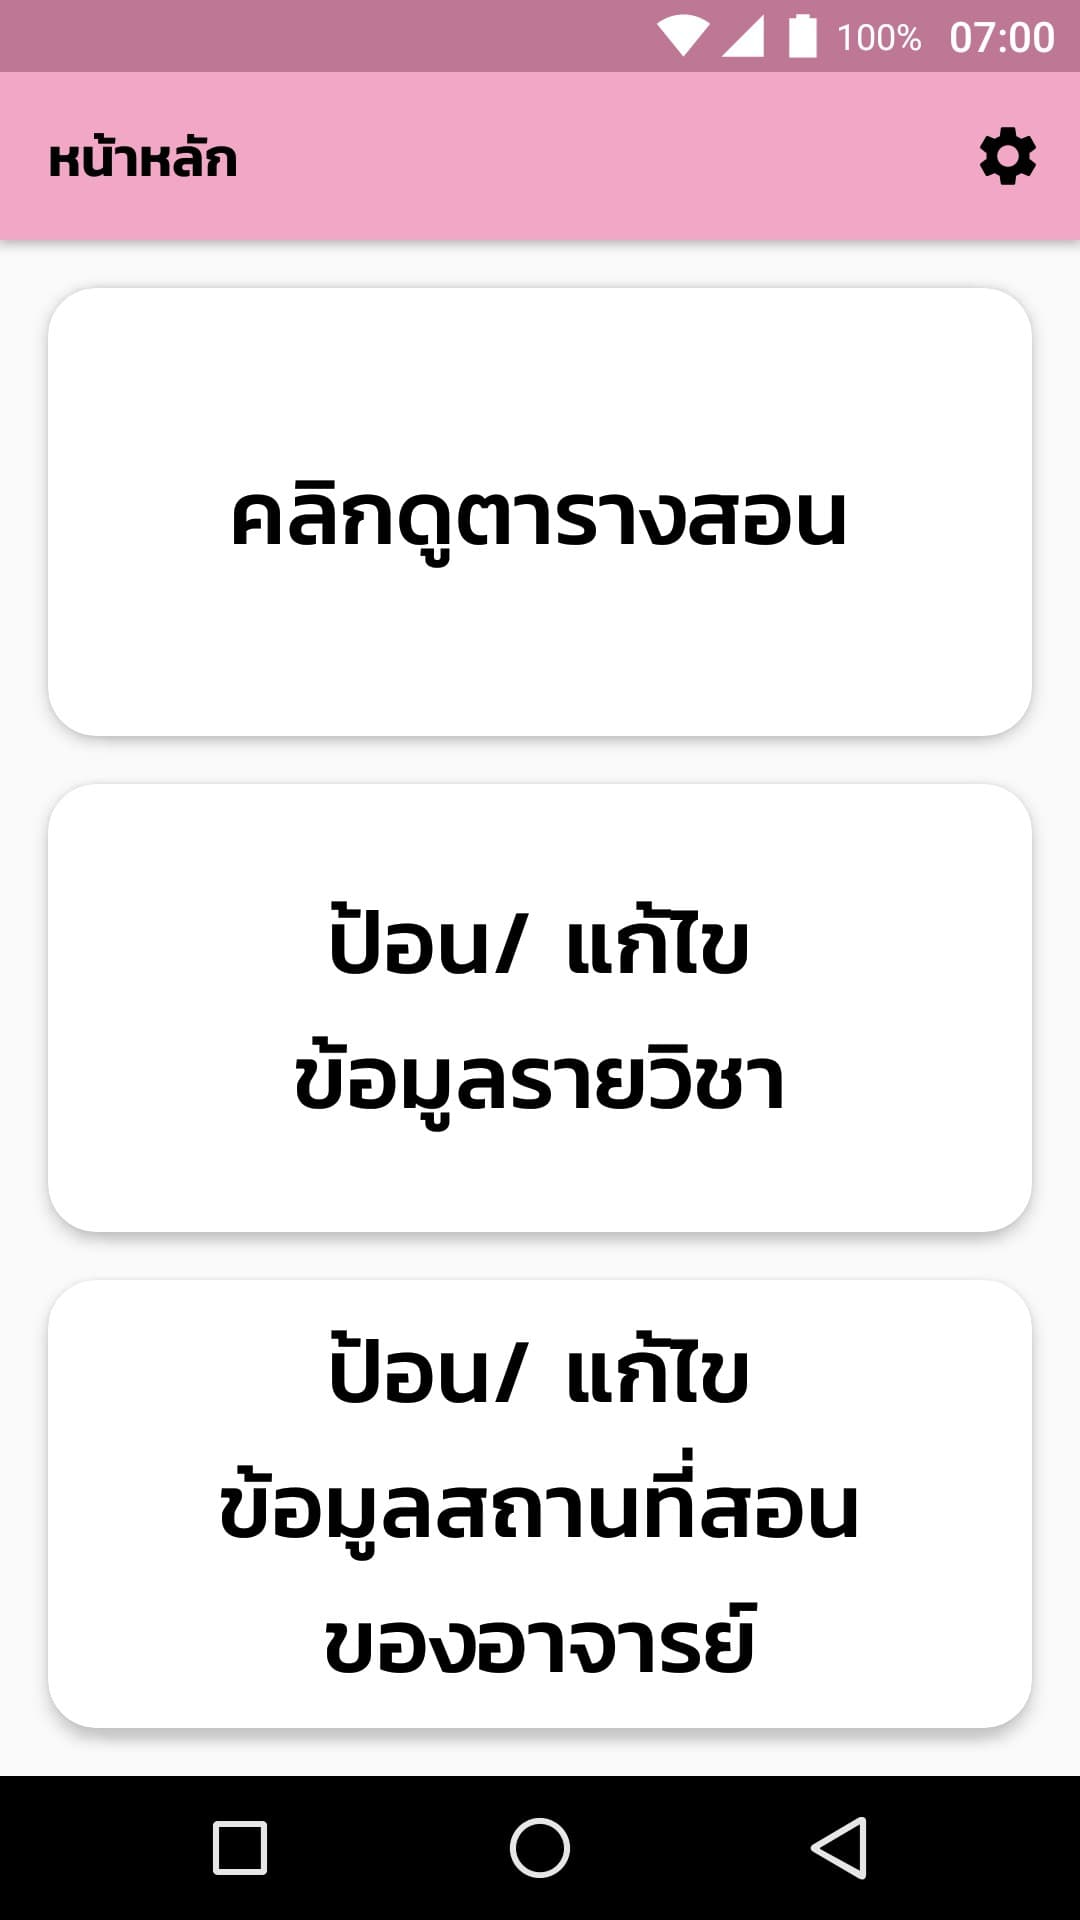 100% 07:00
หน้าหลัก
คลิกดูตารางสอน
ป้อน/ แก้ไข
ข้อมูลรายวิชา
ป้อน/ แก้ไข
ข้อมูลสถานที่สอน
ของอาจารย์